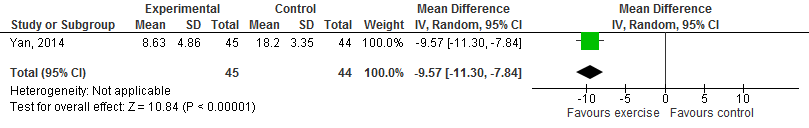 Experimental Control Mean Difference Mean Difference
Study or Subgroup Mean SD Total Mean SD Total Weight IV, Random, 95% CI IV, Random, 95% CI
Yan, 2014 8.63 4.86 45 18.2 3.35 44 100.0% -9.57 [-11.30, -7.84]
Total (95% CI) 45 44 100.0% -9.57 [-11.30, -7.84]
Heterogeneity: Not applicable
Test for overall effect: Z = 10.84 (P < 0.00001)
-10 -5 0 5 10
Favours exercise Favours control